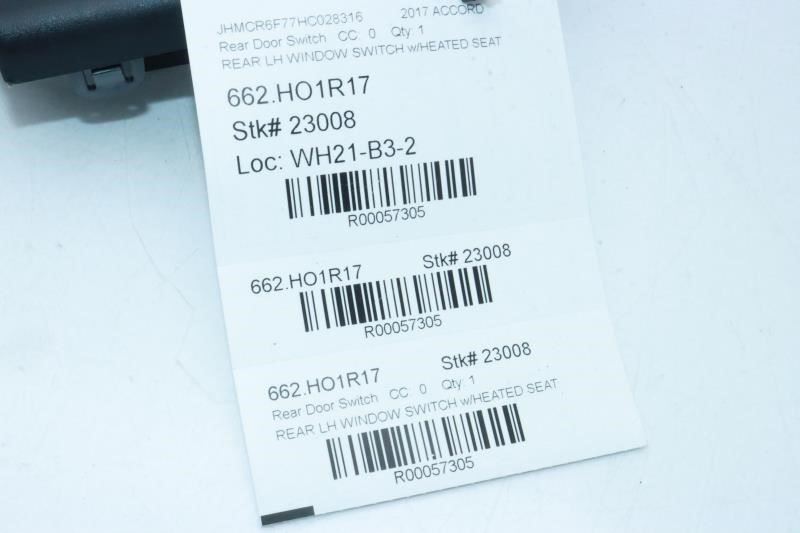 JHMCR6F77HC028316 2017 ACCORD
Rear Door Switch CC: 0 Qty: 1
REAR LH WINDOW SWITCH w/HEATED SEAT
662.HO1R17
Stk# 23008
Loc: WH21-B3-2
R00057305
662.HO1R17 Stk# 23008
R00057305
662.HO1R17 Stk# 23008
Rear Door Switch CC: 0 Qty: 1
REAR LH WINDOW SWITCH w/HEATED SEAT
R00057305